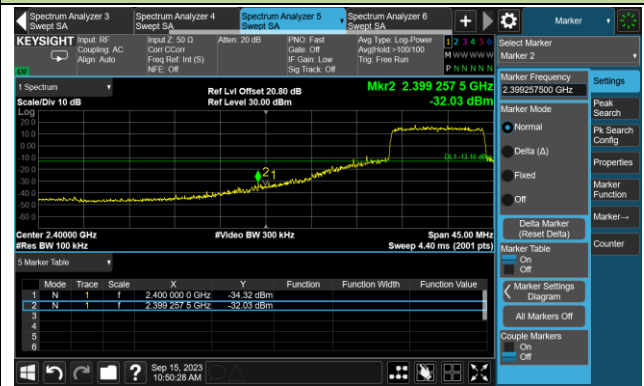 Spectrum Analyzer 3
Swept SA
Spectrum Analyzer 4
Swept SA
Spectrum Analyzer 5
Swept SA
Spectrum Analyzer 6
Swept SA
Marker
KEYSIGHT
Input: RF
Coupling: AC
Align: Auto
Input Z: 50 Ω
Corr CCorr
Freq Ref: Int (S)
NFE: Off
Atten: 20 dB
PNO: Fast
Gate: Off
IF Gain: Low
Sig Track: Off
Avg Type: Log-Power
Avg|Hold:>100/100
Trig: Free Run
1 2 3 4 5 6
M W W W W W
P N N N N N
Select Marker
Marker 2
1 Spectrum
Scale/Div 10 dB
Ref Lvl Offset 20.80 dB
Ref Level 30.00 dBm
Mkr2 2.399 257 5 GHz
-32.03 dBm
Log
20.0
10.0
0.00
-10.0
-20.0
-30.0
-40.0
-50.0
-60.0
2 1
Center 2.40000 GHz
#Res BW 100 kHz
#Video BW 300 kHz
Span 45.00 MHz
Sweep 4.40 ms (2001 pts)
5 Marker Table
Mode Trace Scale X Y Function Function Width Function Value
1 N 1 f 2.400 000 0 GHz -34.32 dBm
2 N 1 f 2.399 257 5 GHz -32.03 dBm
3
4
5
6
Marker Frequency
2.399257500 GHz
Marker Mode
Normal
Delta (Δ)
Fixed
Off
Delta Marker
(Reset Delta)
Marker Table
On
Off
Marker Settings
Diagram
All Markers Off
Couple Markers
On
Off
Settings
Peak
Search
Pk Search
Config
Properties
Marker
Function
Marker→
Counter
Sep 15, 2023
10:50:28 AM